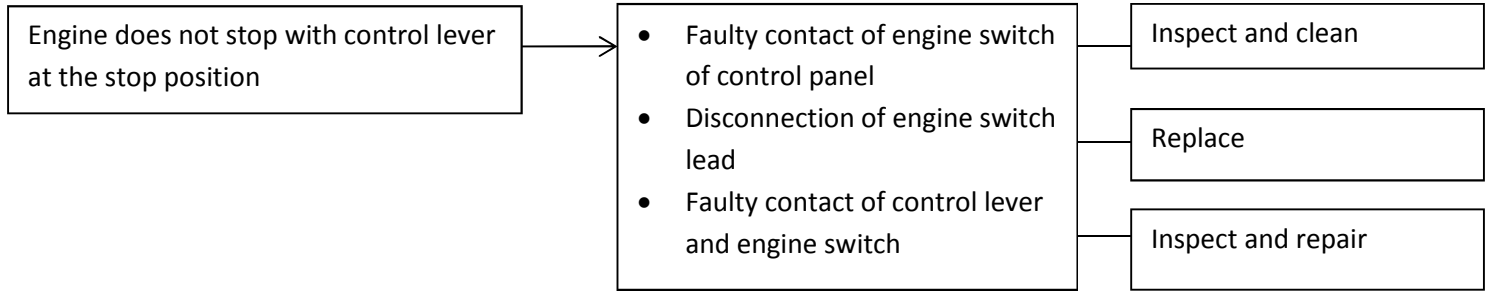 Engine does not stop with control lever
at the stop position
• Faulty contact of engine switch
of control panel
• Disconnection of engine switch
lead
• Faulty contact of control lever
and engine switch
Inspect and clean
Replace
Inspect and repair